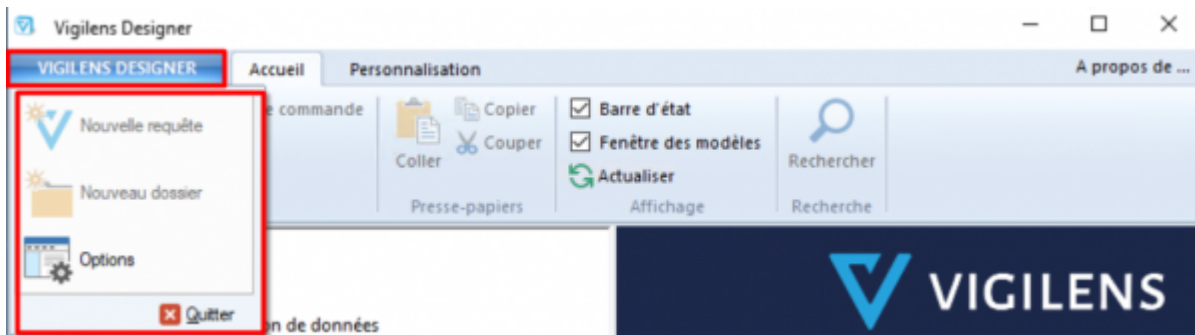 Vigilens Designer
VIGILENS DESIGNER Accueil Personnalisation A propos de ...
Nouvelle requête
e commande
Coller
Copier
Couper
Presse-papiers
Barre d'état
Fenêtre des modèles
Actualiser
Affichage
Rechercher
Recherche
Nouveau dossier
Options
Quitter
on de données
VIGILENS